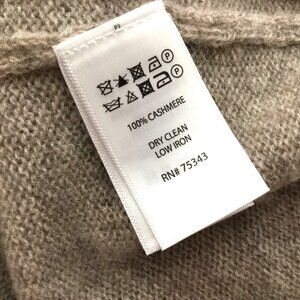 100% CASHMERE
DRY CLEAN
LOW IRON
RN# 75343